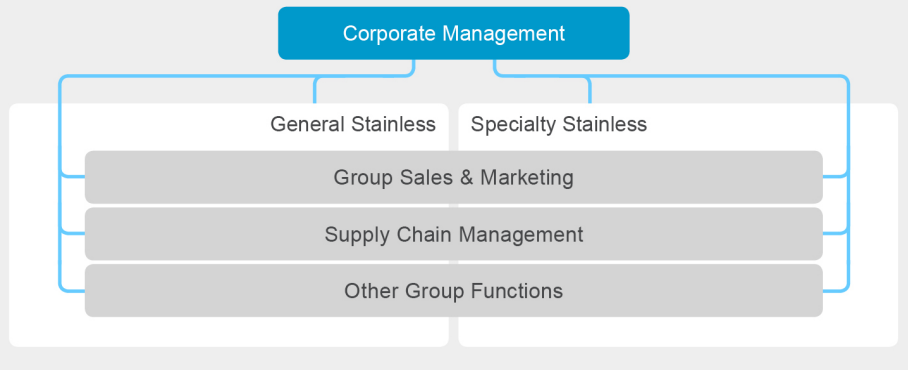 Corporate Management
General Stainless
Specialty Stainless
Group Sales & Marketing
Supply Chain Management
Other Group Functions